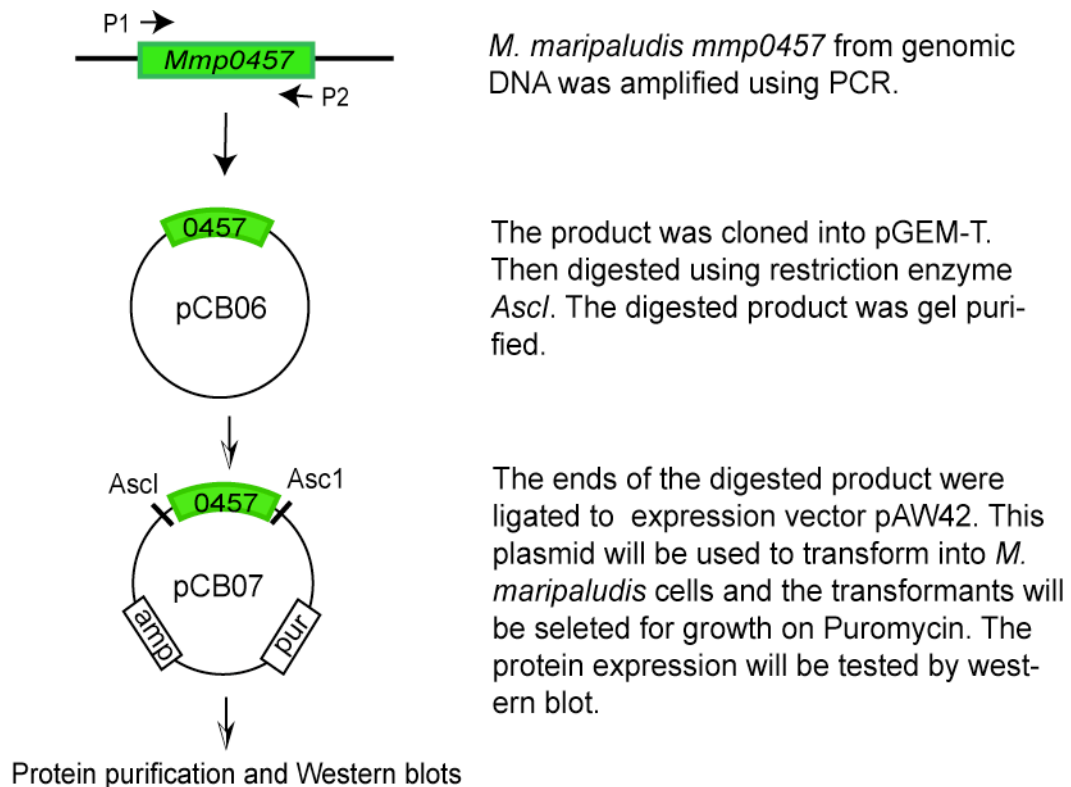 P1
Mmp0457
P2
M. maripaludis mmp0457 from genomic
DNA was amplified using PCR.
0457
pCB06
The product was cloned into pGEM-T.
Then digested using restriction enzyme
AscI. The digested product was gel puri-
fied.
AscI
Asc1
0457
pCB07
amp
pur
The ends of the digested product were
ligated to expression vector pAW42. This
plasmid will be used to transform into M.
maripaludis cells and the transformants will
be seleted for growth on Puromycin. The
protein expression will be tested by west-
ern blot.
Protein purification and Western blots